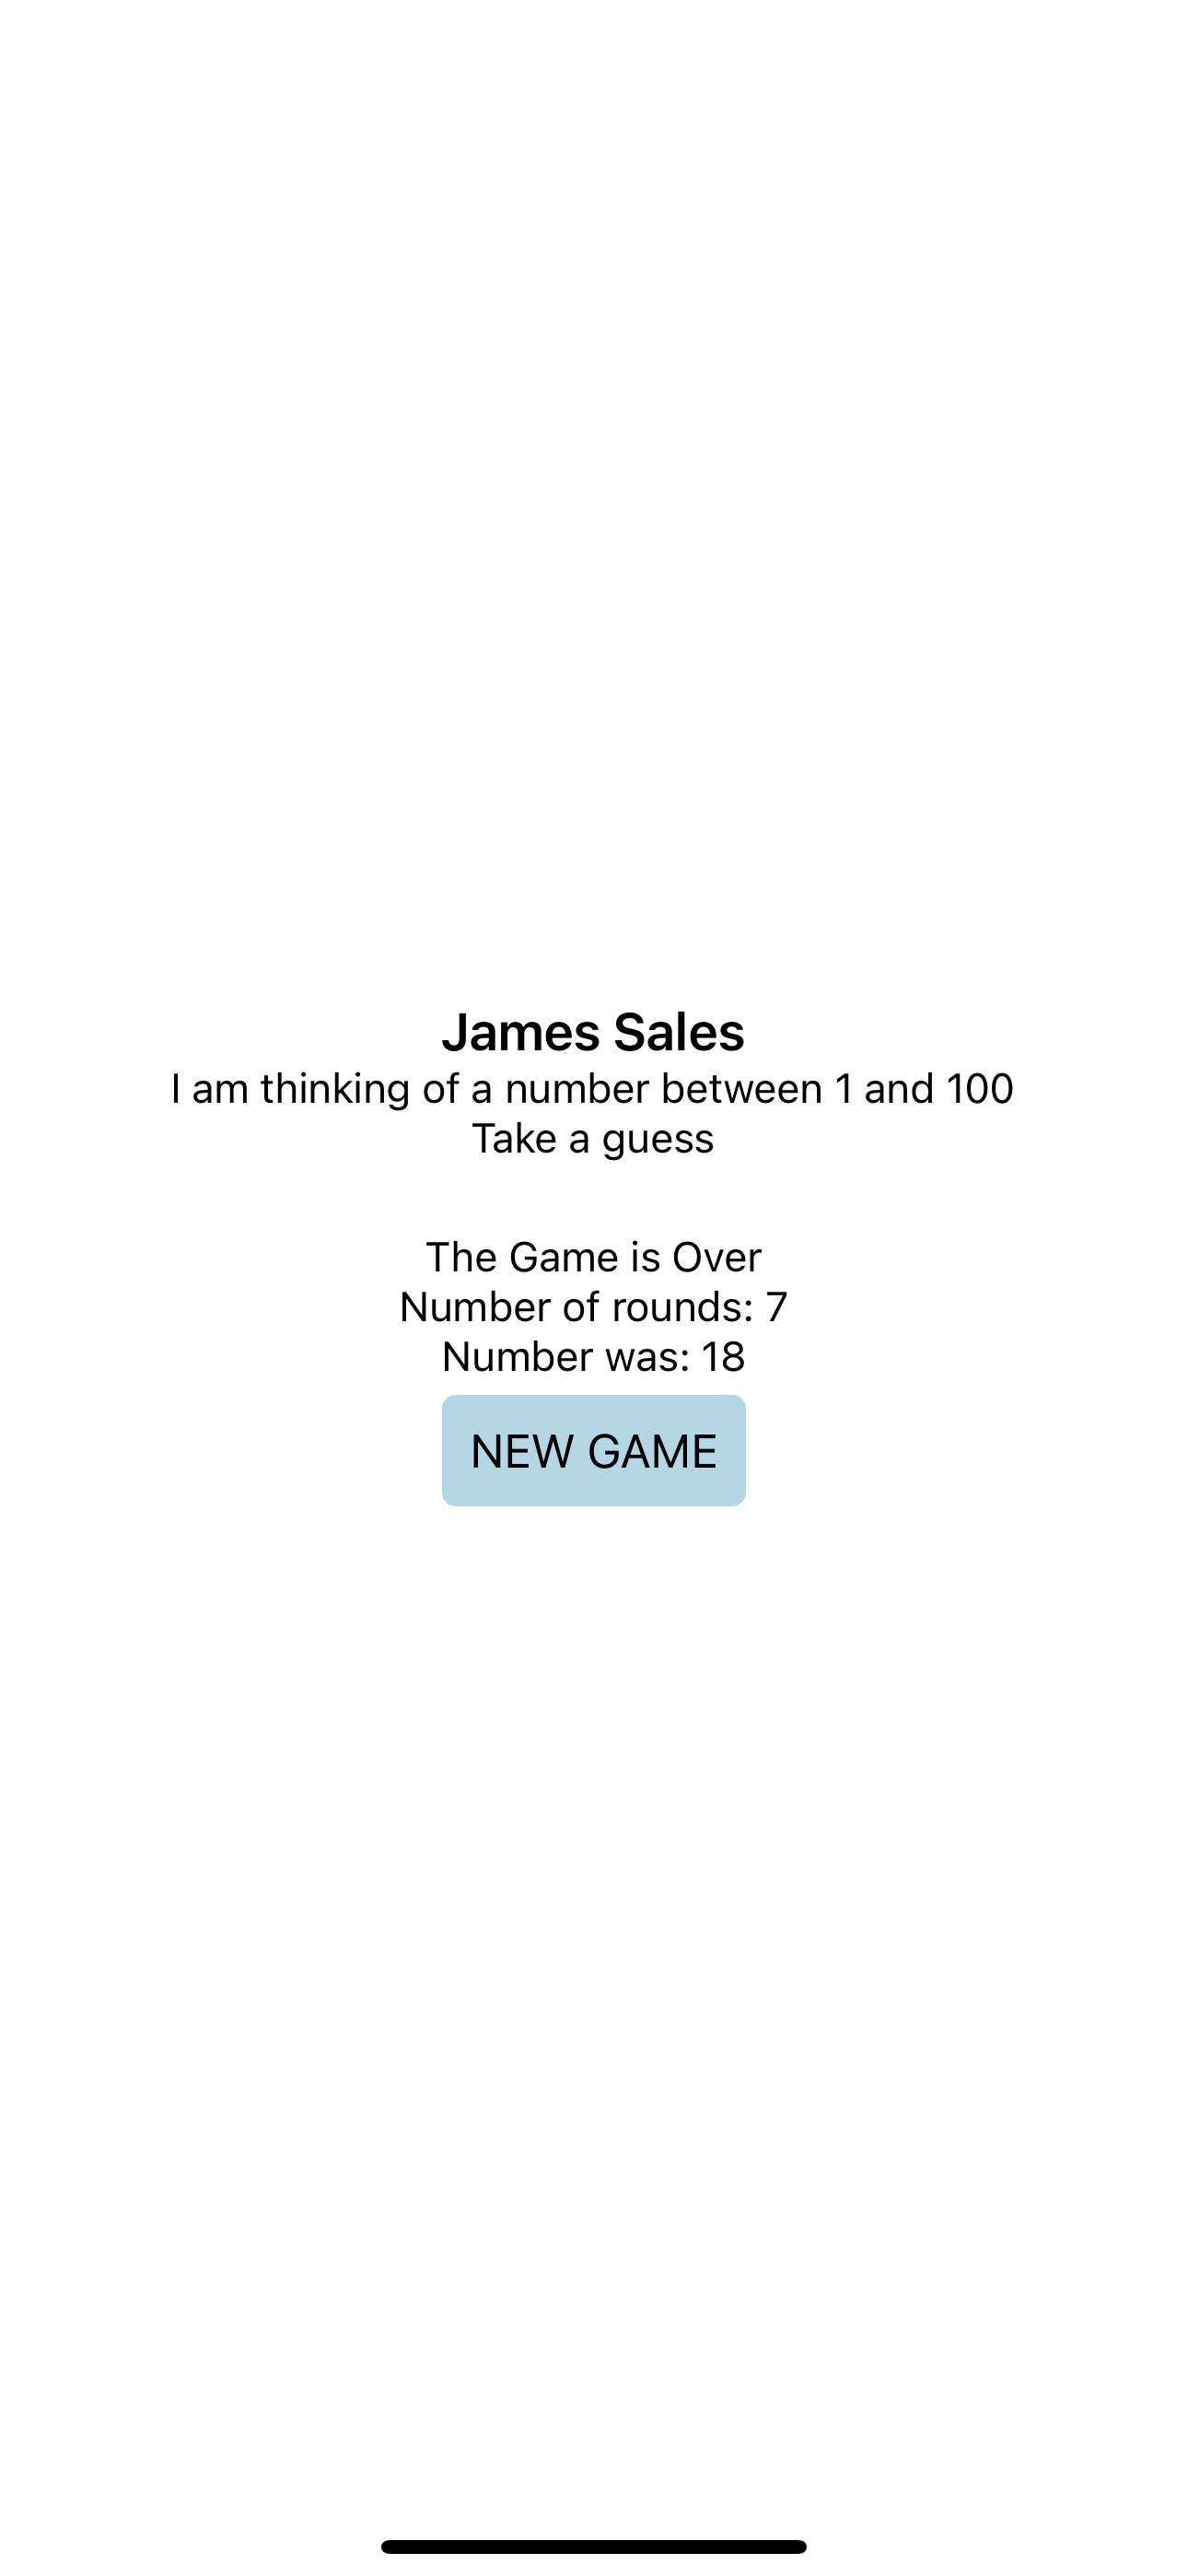 James Sales
I am thinking of a number between 1 and 100
Take a guess
The Game is Over
Number of rounds: 7
Number was: 18
NEW GAME